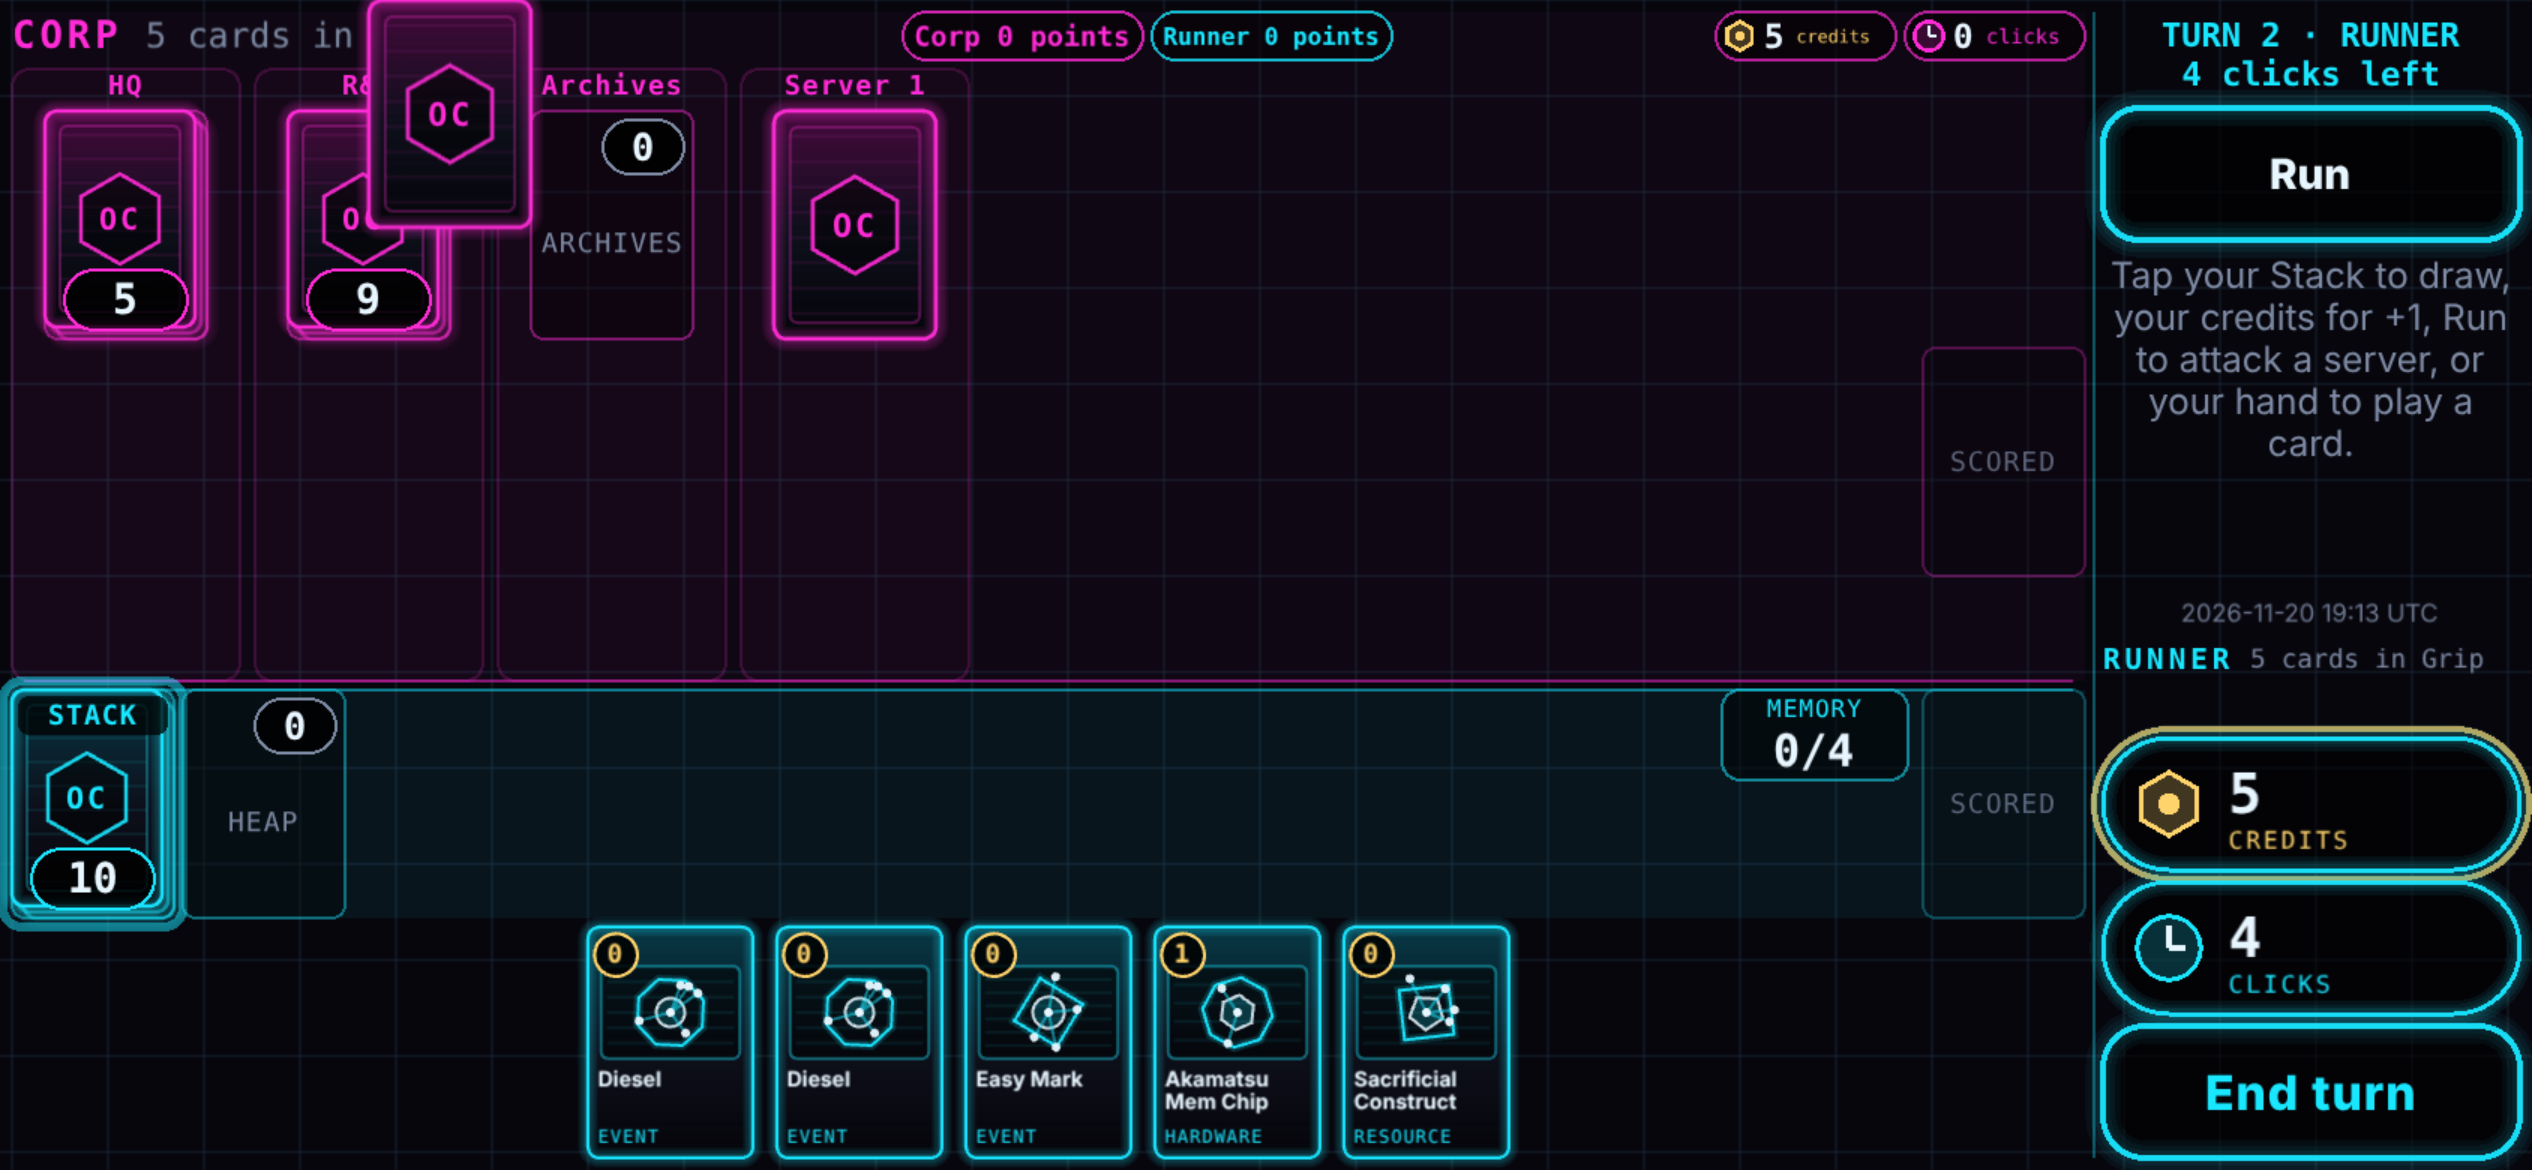 CORP 5 cards in
Corp 0 points
Runner 0 points
5 credits
0 clicks
TURN 2 · RUNNER
4 clicks left
HQ
Archives
Server 1
OC
5
OC
9
OC
0
ARCHIVES
OC
Run
Tap your Stack to draw,
your credits for +1, Run
to attack a server, or
your hand to play a
card.
SCORED
2026-11-20 19:13 UTC
RUNNER 5 cards in Grip
STACK
OC
10
0
HEAP
MEMORY
0/4
SCORED
5
CREDITS
4
CLICKS
End turn
0
Diesel
EVENT
0
Diesel
EVENT
0
Easy Mark
EVENT
1
Akamatsu
Mem Chip
HARDWARE
0
Sacrificial
Construct
RESOURCE